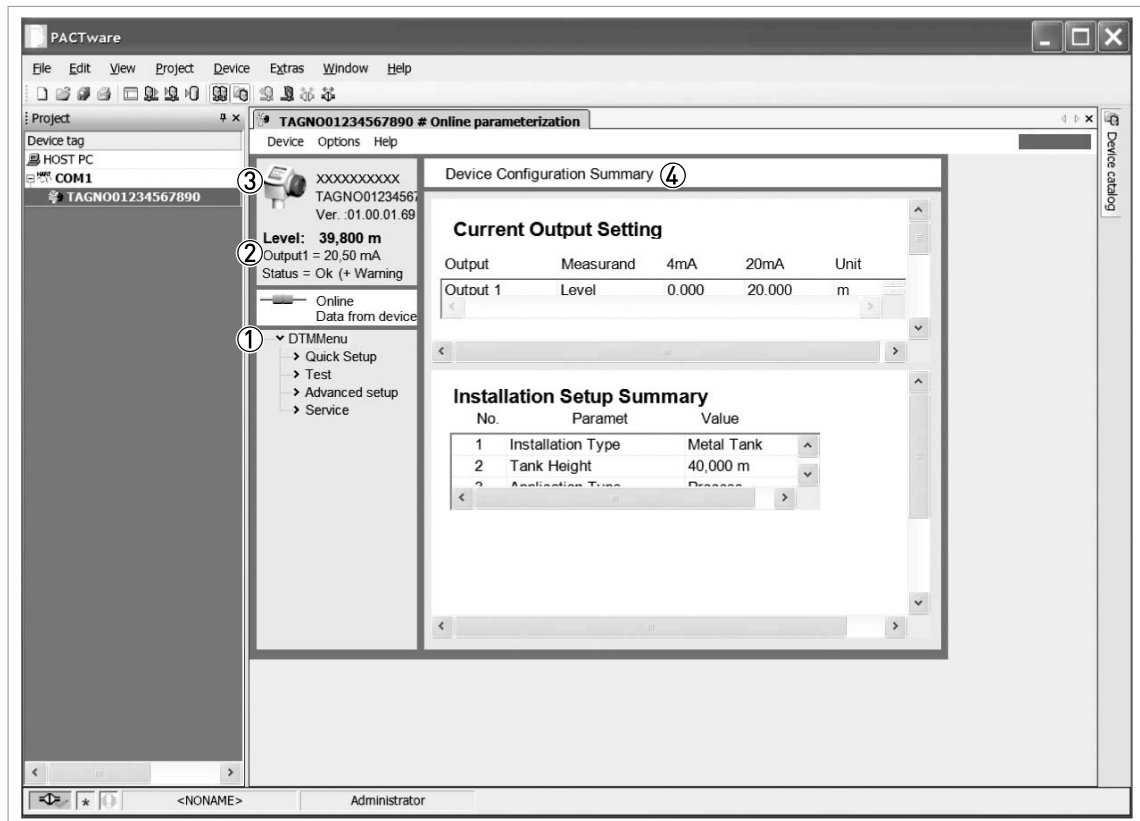 PACTware
File Edit View Project Device Extras Window Help
Project
Device tag
HOST PC
COM1
TAGNO01234567890
TAGNO01234567890 # Online parameterization
Device Options Help
3
XXXXXXXXXX
TAGNO01234567
Ver. :01.00.01.69
Level: 39,800 m
2
Output1 = 20,50 mA
Status = Ok (+ Warning
Online
Data from device
1
DTMMenu
Quick Setup
Test
Advanced setup
Service
Device Configuration Summary 4
Current Output Setting
Output Measurand 4mA 20mA Unit
Output 1 Level 0.000 20.000 m
Installation Setup Summary
No. Paramet Value
1 Installation Type Metal Tank
2 Tank Height 40,000 m
Device catalog
<NONAME> Administrator